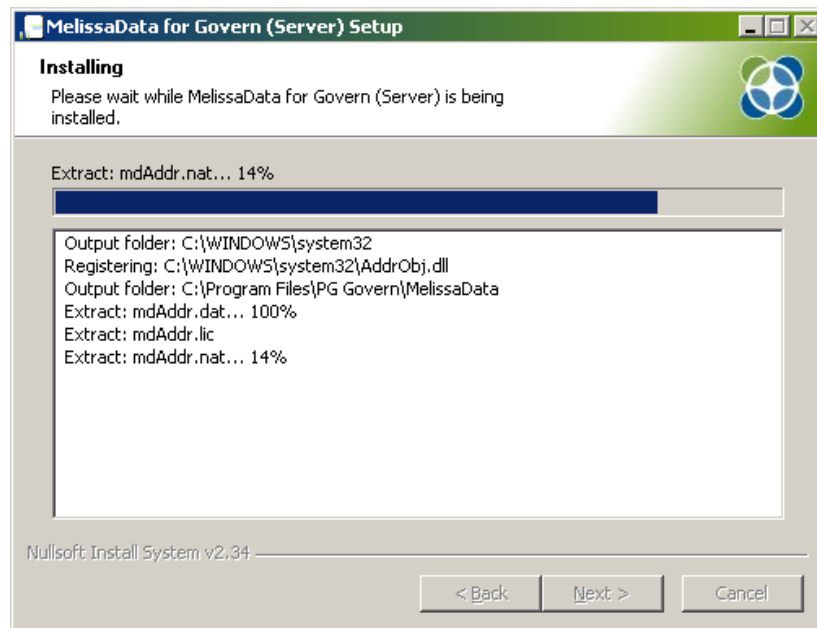 MelissaData for Govern (Server) Setup
Installing
Please wait while MelissaData for Govern (Server) is being
installed.
Extract: mdAddr.nat... 14%
Output folder: C:\WINDOWS\system32
Registering: C:\WINDOWS\system32\AddrObj.dll
Output folder: C:\Program Files\PG Govern\MelissaData
Extract: mdAddr.dat... 100%
Extract: mdAddr.lic
Extract: mdAddr.nat... 14%
Nullsoft Install System v2.34
< Back Next > Cancel